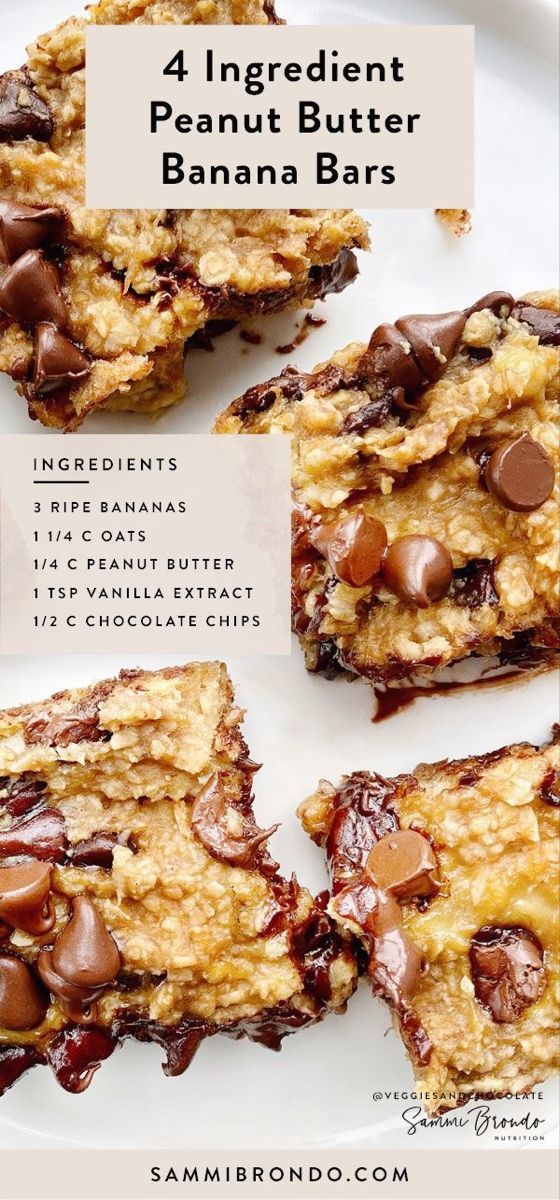 4 Ingredient
Peanut Butter
Banana Bars
INGREDIENTS
3 RIPE BANANAS
1 1/4 C OATS
1/4 C PEANUT BUTTER
1 TSP VANILLA EXTRACT
1/2 C CHOCOLATE CHIPS
@VEGGIESANDCHOCOLATE
Sammi Brondo
NUTRITION
SAMMIBRONDO.COM